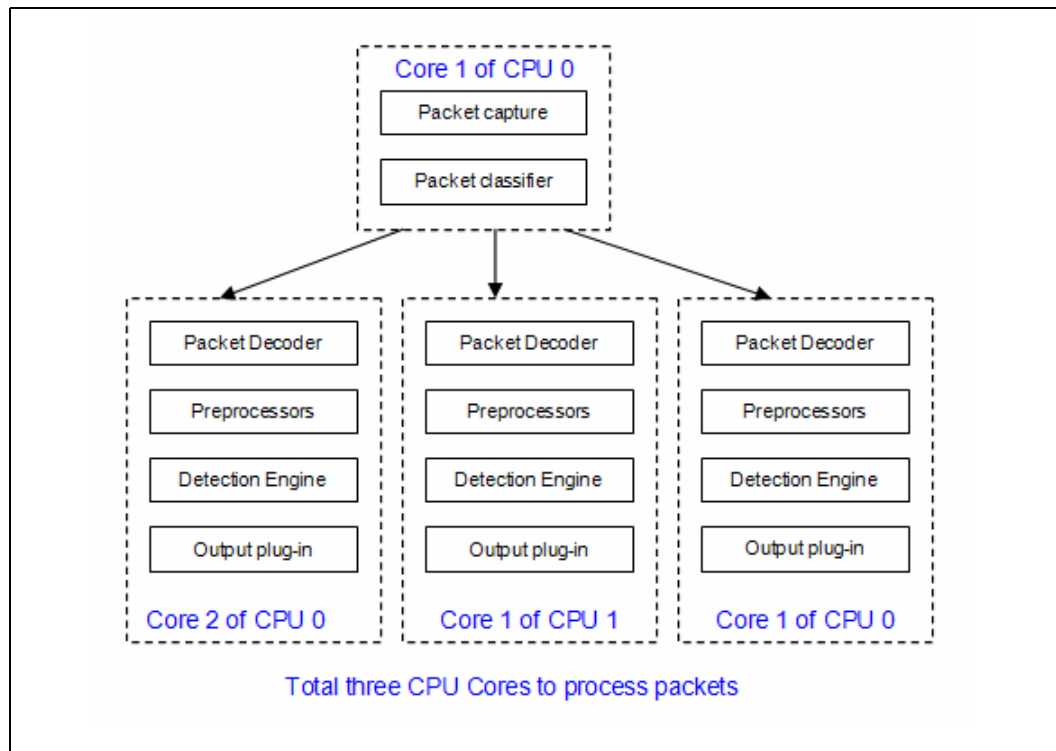 Core 1 of CPU 0
Packet capture
Packet classifier
Packet Decoder
Preprocessors
Detection Engine
Output plug-in
Core 2 of CPU 0
Packet Decoder
Preprocessors
Detection Engine
Output plug-in
Core 1 of CPU 1
Packet Decoder
Preprocessors
Detection Engine
Output plug-in
Core 1 of CPU 0
Total three CPU Cores to process packets